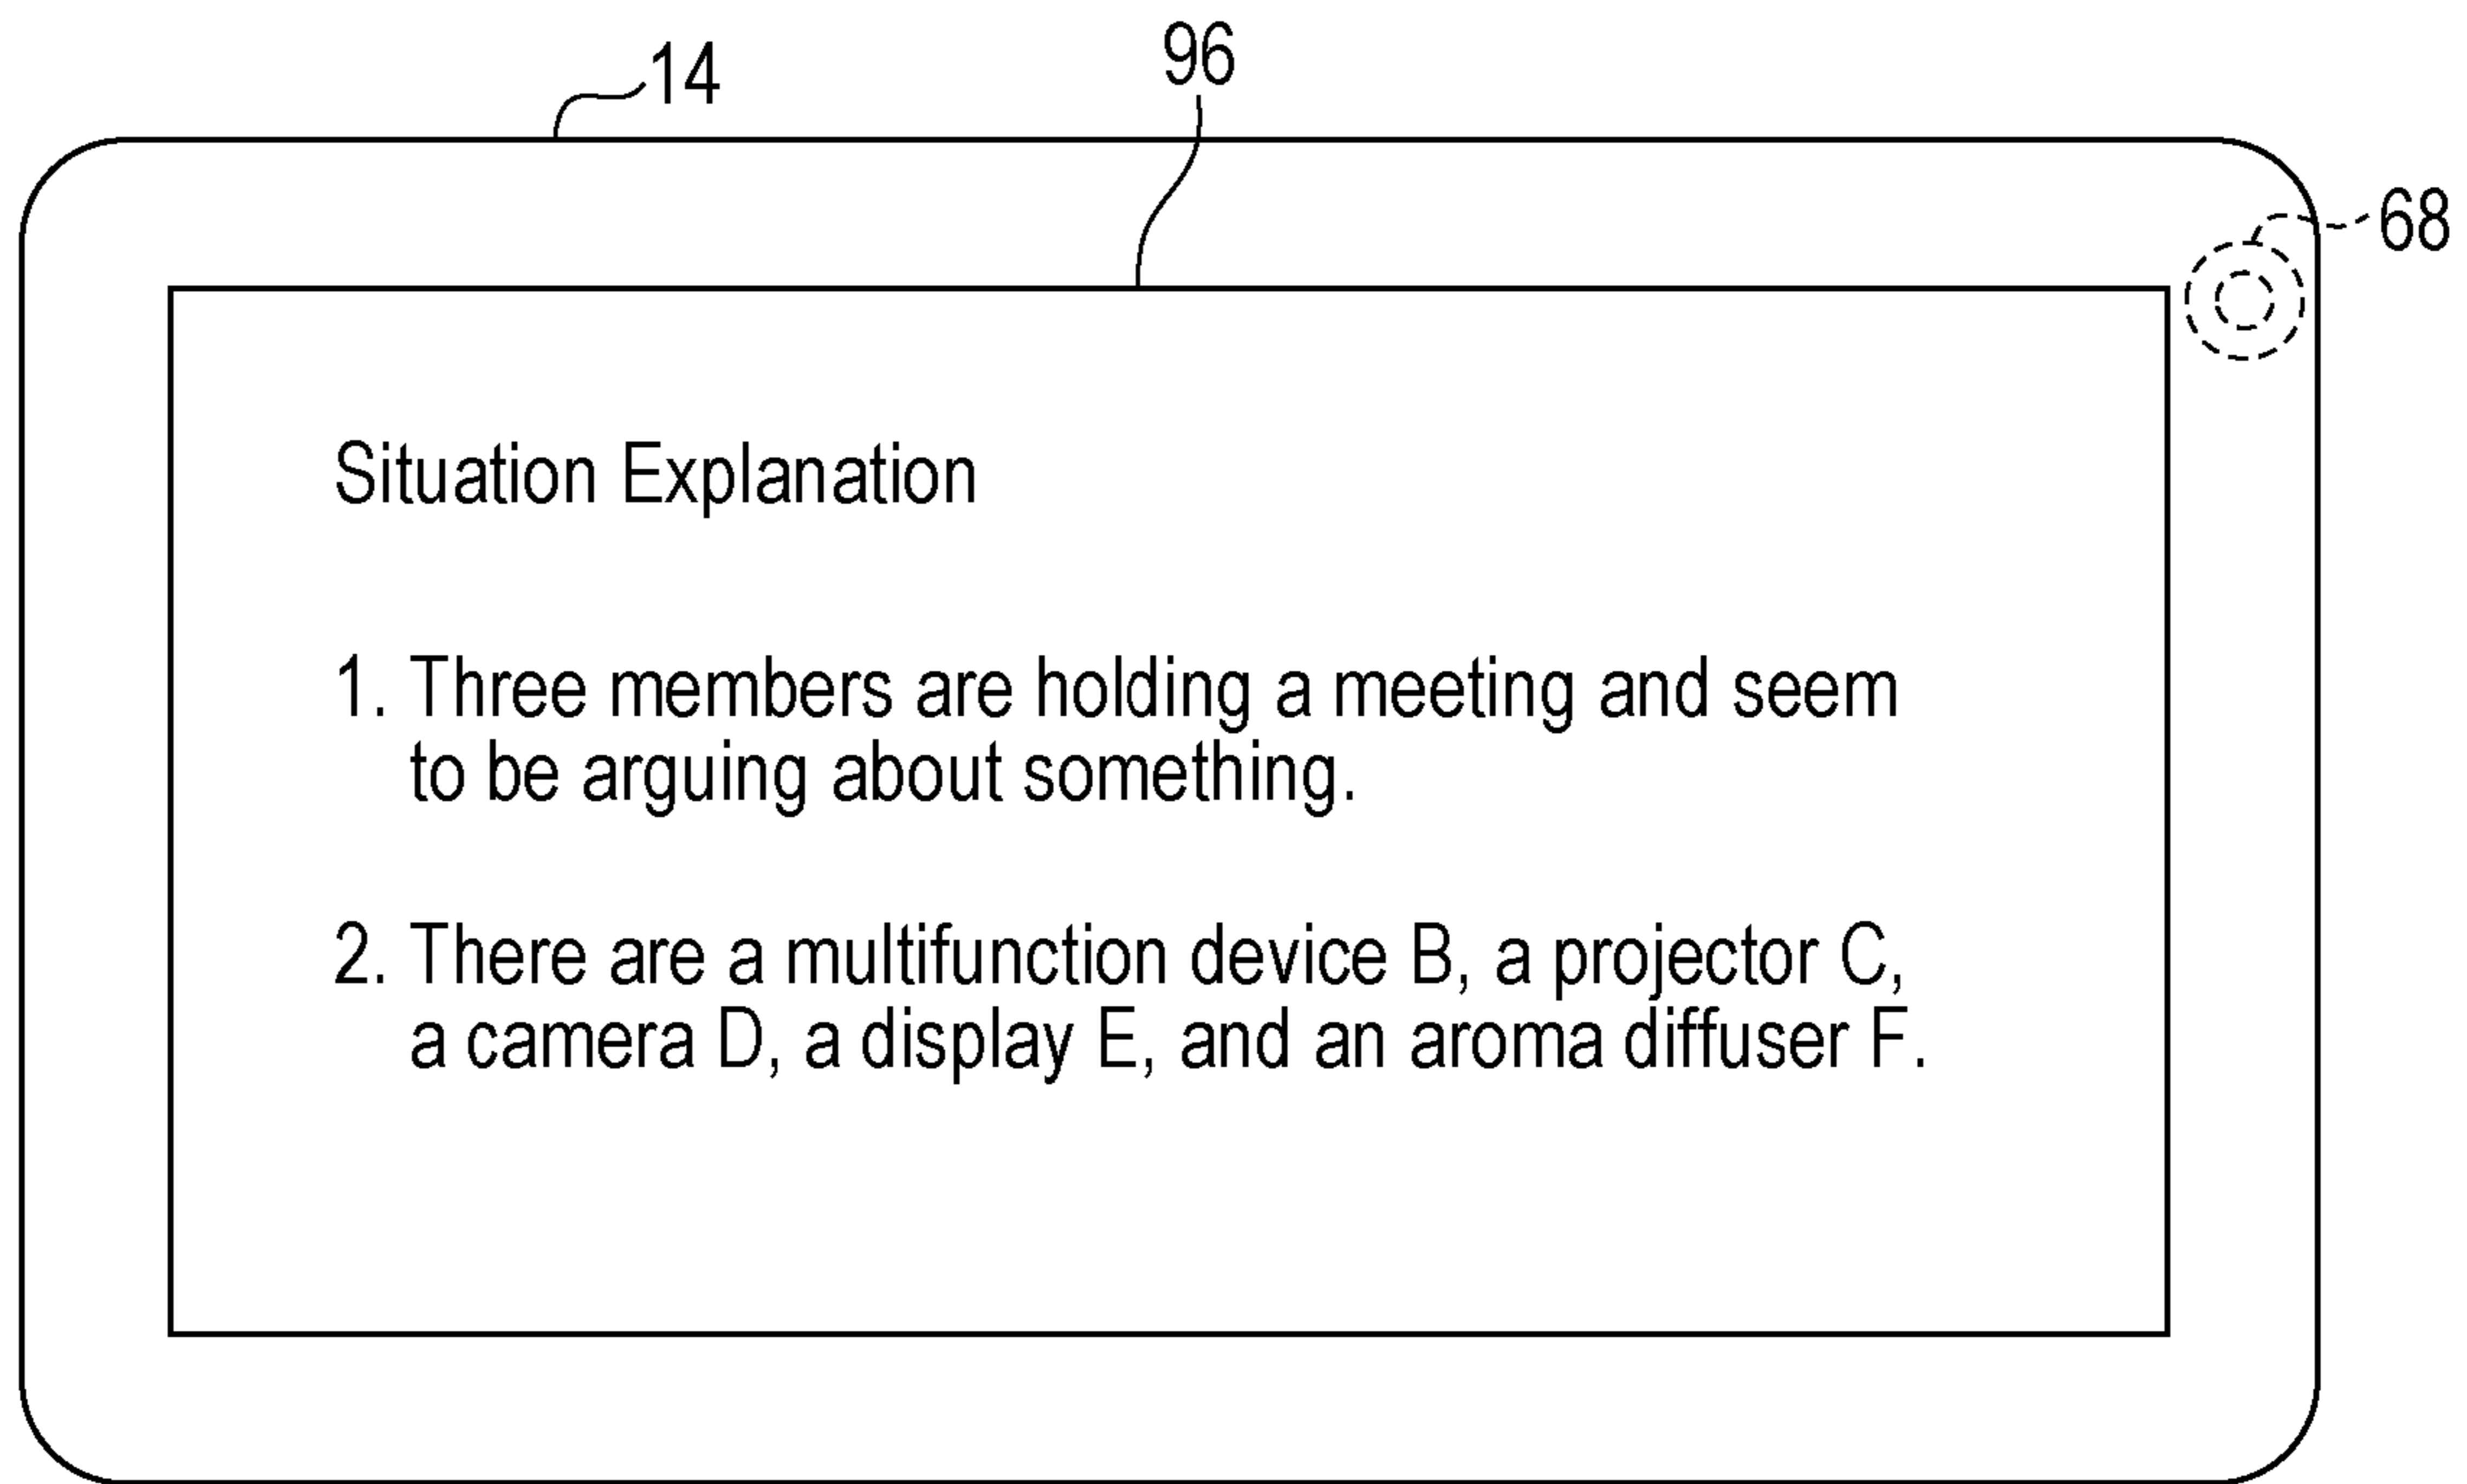 14
96
68
Situation Explanation
1. Three members are holding a meeting and seem
to be arguing about something.
2. There are a multifunction device B, a projector C,
a camera D, a display E, and an aroma diffuser F.